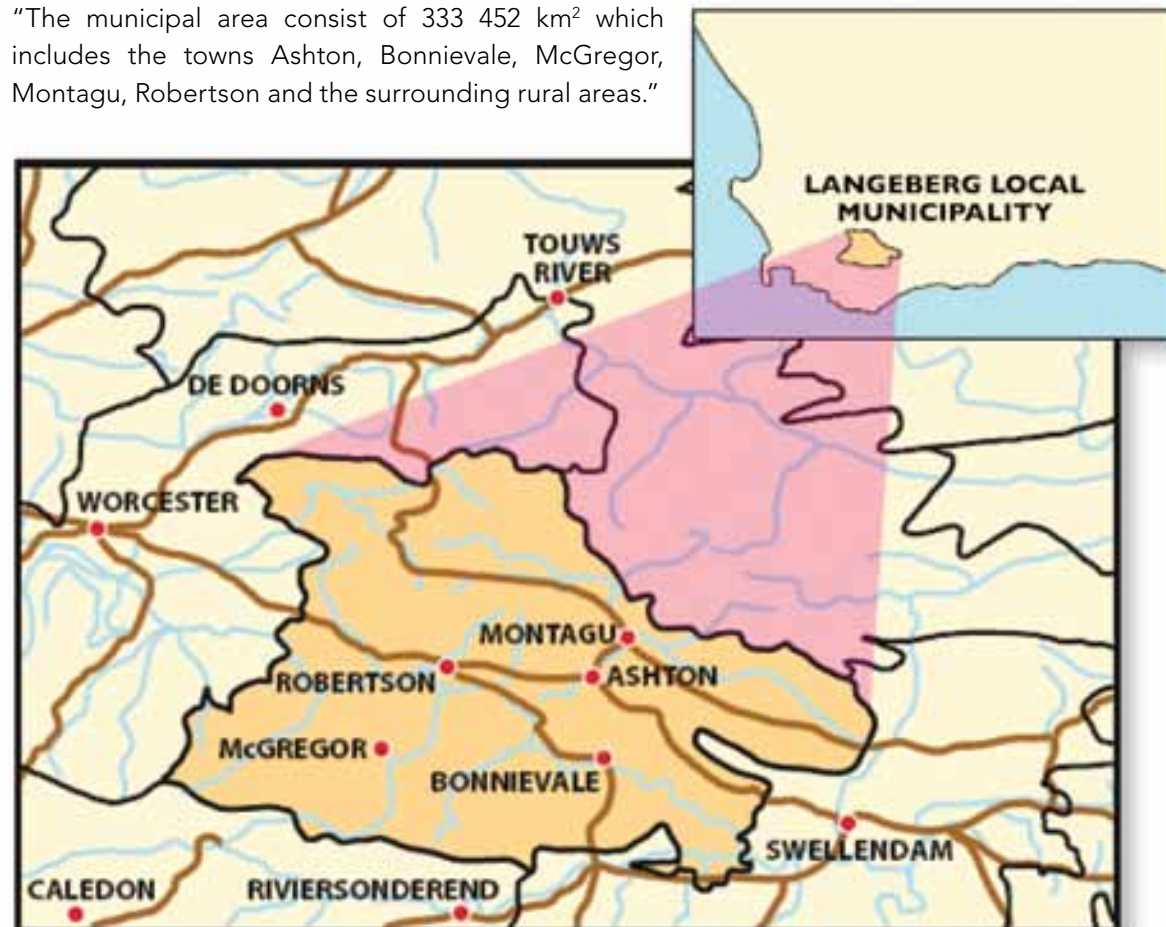 “The municipal area consist of 333 452 km² which
includes the towns Ashton, Bonnievale, McGregor,
Montagu, Robertson and the surrounding rural areas.”
LANGEBERG LOCAL
MUNICIPALITY
TOUWS
RIVER
DE DOORNS
WORCESTER
MONTAGU
ROBERTSON
ASHTON
McGREGOR
BONNIEVALE
SWELLENDAM
CALEDON
RIVIERSONDEREND